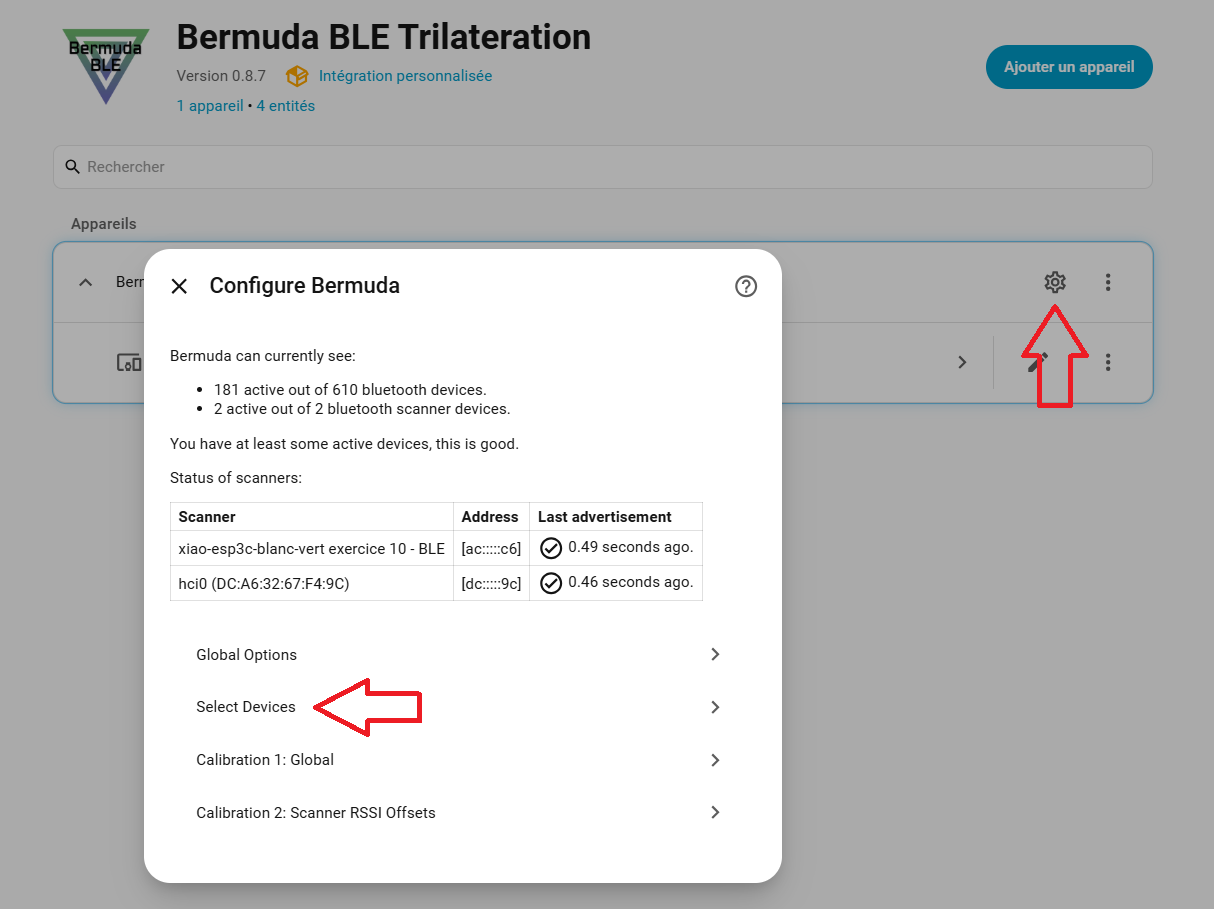 Bermuda
BLE
Bermuda BLE Trilateration
Version 0.8.7 Intégration personnalisée
1 appareil • 4 entités
Ajouter un appareil
Rechercher
Appareils
Berm
Configure Bermuda
Bermuda can currently see:
• 181 active out of 610 bluetooth devices.
• 2 active out of 2 bluetooth scanner devices.
You have at least some active devices, this is good.
Status of scanners:
Scanner Address Last advertisement
xiao-esp3c-blanc-vert exercice 10 - BLE [ac:::::c6] 0.49 seconds ago.
hci0 (DC:A6:32:67:F4:9C) [dc:::::9c] 0.46 seconds ago.
Global Options
Select Devices
Calibration 1: Global
Calibration 2: Scanner RSSI Offsets